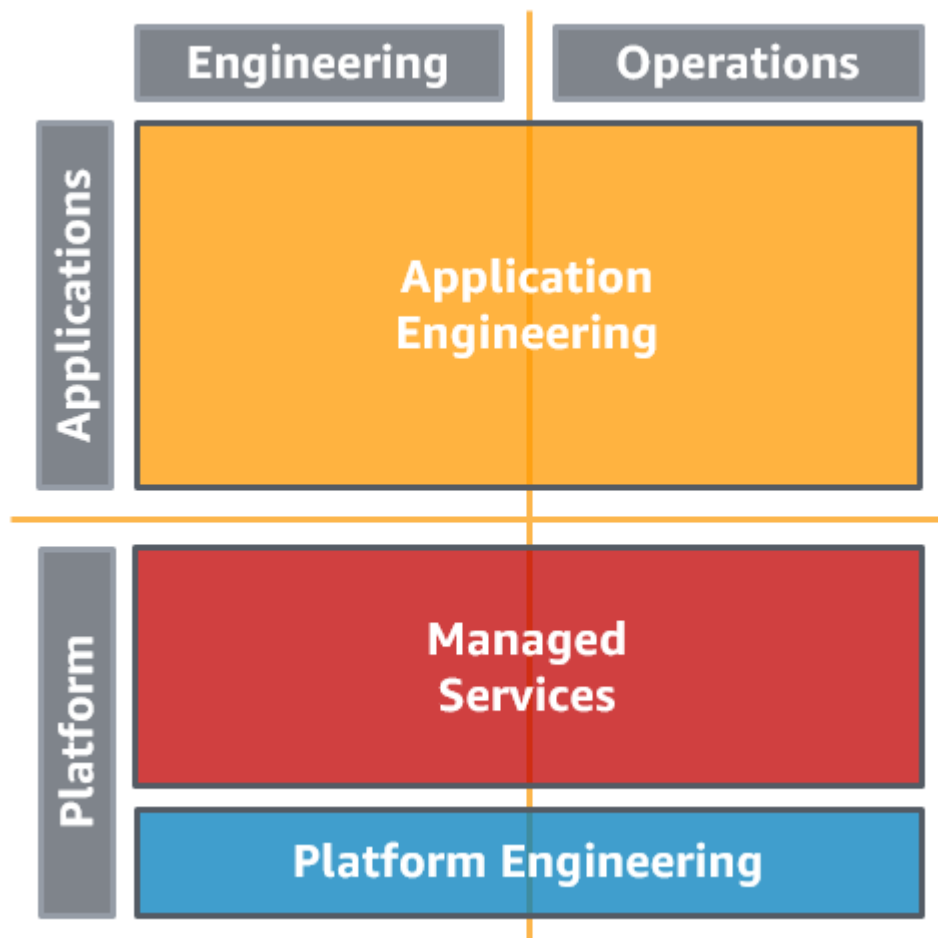 Engineering
Operations
Applications
Application
Engineering
Platform
Managed
Services
Platform Engineering